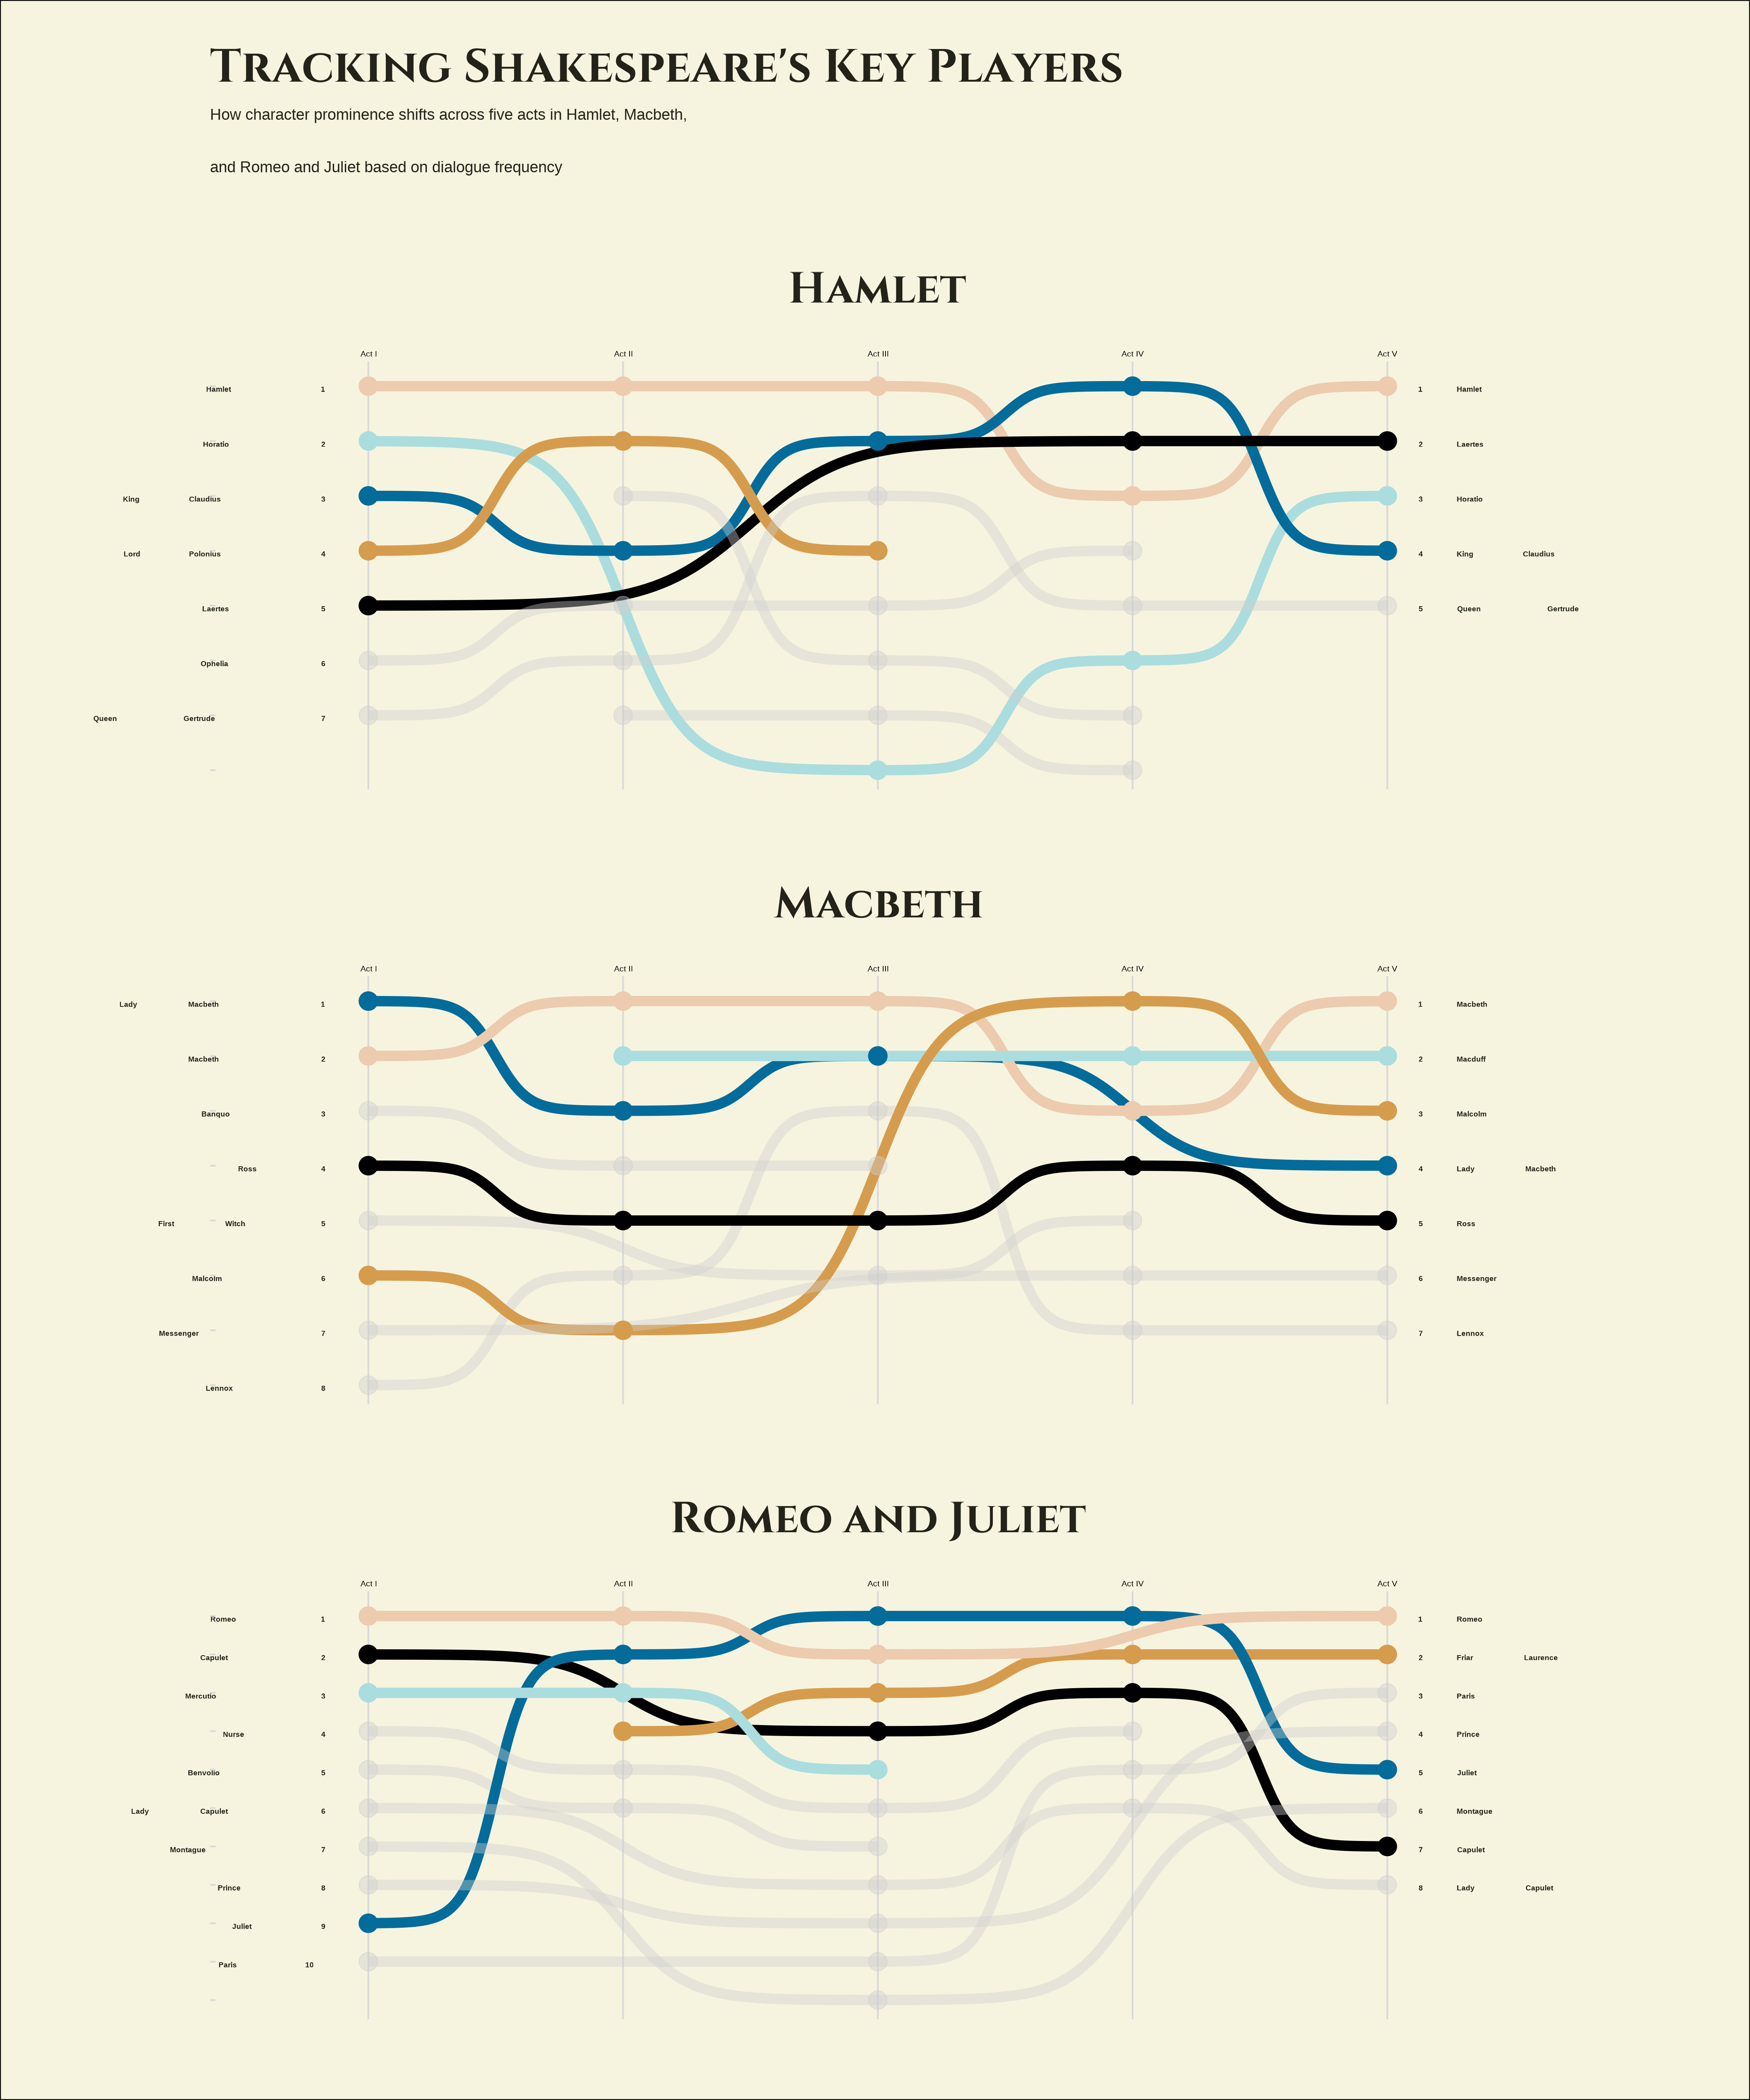 Tracking Shakespeare's Key Players
How character prominence shifts across five acts in Hamlet, Macbeth,
and Romeo and Juliet based on dialogue frequency
Hamlet
Act I Act II Act III Act IV Act V
Hamlet 1 1 Hamlet
Horatio 2 2 Laertes
King Claudius 3 3 Horatio
Lord Polonius 4 4 King Claudius
Laertes 5 5 Queen Gertrude
Ophelia 6
Queen Gertrude 7
Macbeth
Act I Act II Act III Act IV Act V
Lady Macbeth 1 1 Macbeth
Macbeth 2 2 Macduff
Banquo 3 3 Malcolm
Ross 4 4 Lady Macbeth
First Witch 5 5 Ross
Malcolm 6 6 Messenger
Messenger 7 7 Lennox
Lennox 8
Romeo and Juliet
Act I Act II Act III Act IV Act V
Romeo 1 1 Romeo
Capulet 2 2 Friar Laurence
Mercutio 3 3 Paris
Nurse 4 4 Prince
Benvolio 5 5 Juliet
Lady Capulet 6 6 Montague
Montague 7 7 Capulet
Prince 8 8 Lady Capulet
Juliet 9
Paris 10